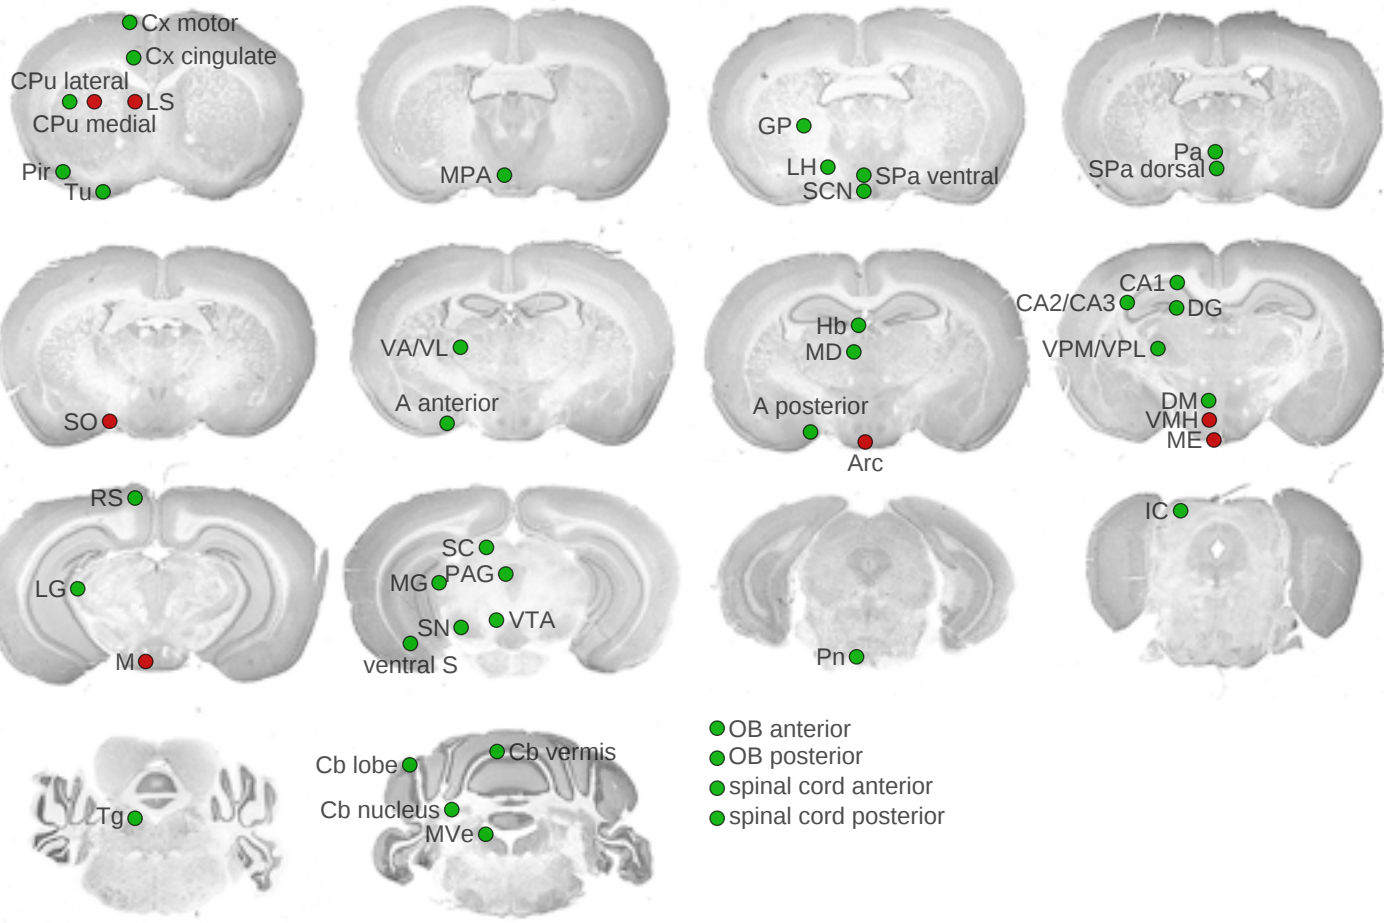 Cx motor
Cx cingulate
CPu lateral
LS
CPu medial
Pir
Tu
MPA
GP
LH
SPa ventral
SCN
Pa
SPa dorsal
SO
VA/VL
A anterior
Hb
MD
A posterior
Arc
CA1
CA2/CA3
DG
VPM/VPL
DM
VMH
ME
RS
LG
M
SC
MG
PAG
SN
VTA
ventral S
Pn
IC
Tg
Cb lobe
Cb vermis
Cb nucleus
MVe
OB anterior
OB posterior
spinal cord anterior
spinal cord posterior